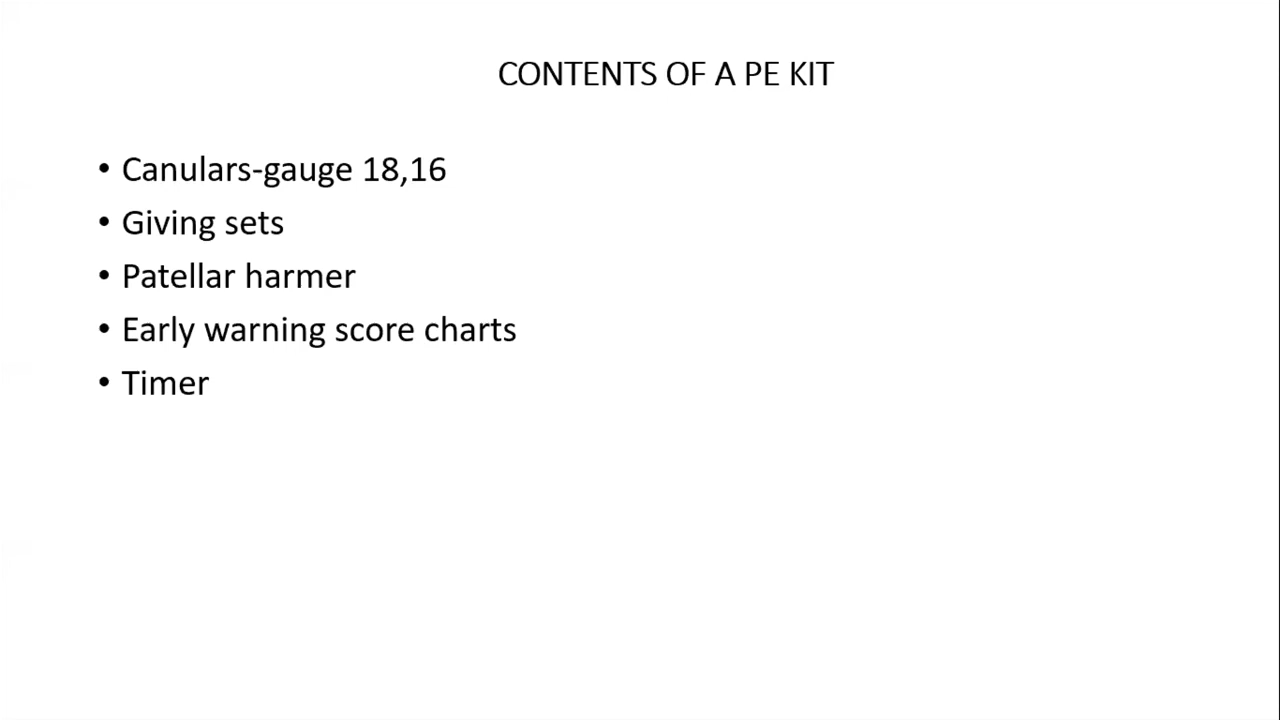 CONTENTS OF A PE KIT
• Canulars-gauge 18,16
• Giving sets
• Patellar harmer
• Early warning score charts
• Timer